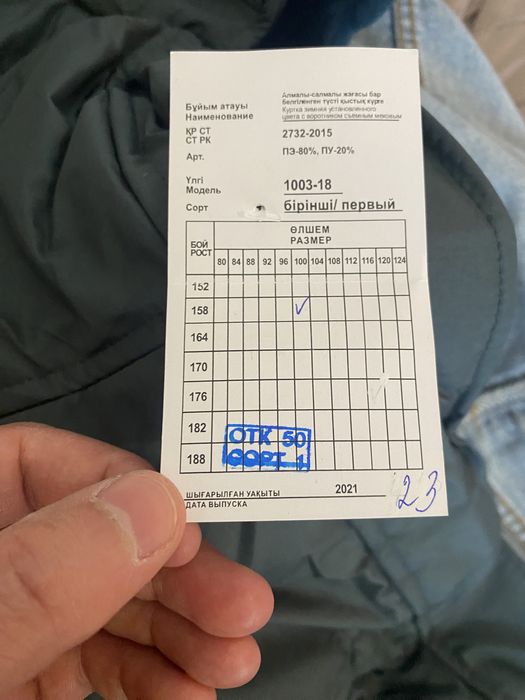 Бұйым атауы
Наименование
Алмалы-салмалы жағасы бар
белгіленген түсті қыстық күрте
Куртка зимняя установленного
цвета с воротником съемным меховым
ҚР СТ
СТ РК
2732-2015
Арт.
ПЭ-80%, ПУ-20%
Үлгі
Модель
1003-18
Сорт
бірінші/ первый
БОЙ
РОСТ
ӨЛШЕМ
РАЗМЕР
80 84 88 92 96 100 104 108 112 116 120 124
152
158 ✓
164
170
176
182
188
ОТК 50
СОРТ 1
ШЫҒАРЫЛҒАН УАҚЫТЫ
ДАТА ВЫПУСКА
2021
23